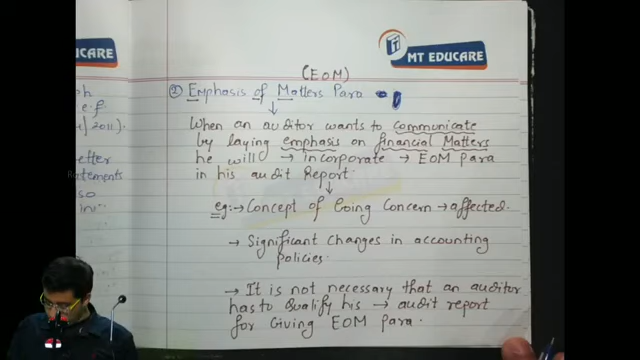 ICARE
MT EDUCARE
(EOM)
② Emphasis of Matters Para -
↓
When an auditor wants to communicate
by laying emphasis on financial Matters
he will → incorporate → EOM para
in his audit Report.
↓
eg:→ Concept of Going Concern → affected.
→ Significant changes in accounting
policies.
→ It is not necessary that an auditor
has to Qualify his → audit report
for Giving EOM para.
e.f
2011).